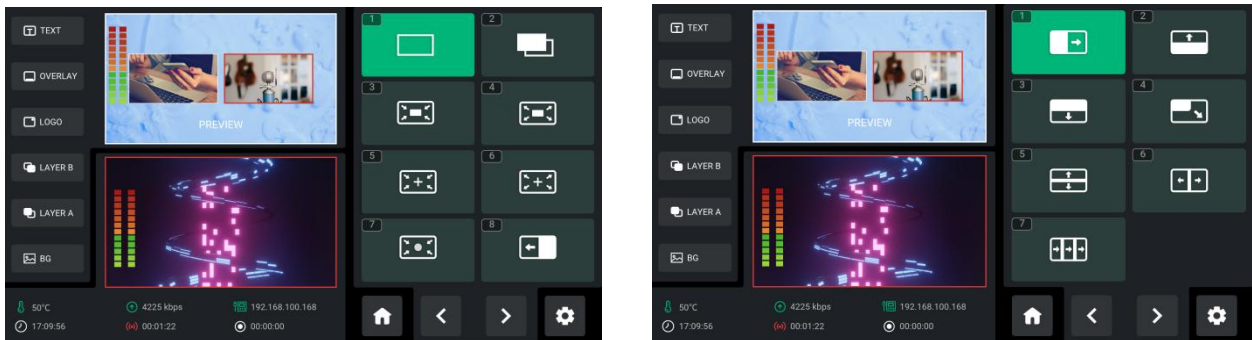 TEXT
OVERLAY
LOGO
LAYER B
LAYER A
BG
PREVIEW
1
2
3
4
5
6
7
8
50°C
4225 kbps
192.168.100.168
17:09:56
00:01:22
00:00:00
TEXT
OVERLAY
LOGO
LAYER B
LAYER A
BG
PREVIEW
1
2
3
4
5
6
7
50°C
4225 kbps
192.168.100.168
17:09:56
00:01:22
00:00:00